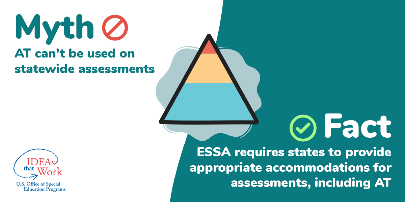 Myth
AT can't be used on
statewide assessments
Fact
ESSA requires states to provide
appropriate accommodations for
assessments, including AT
IDEAs
that Work
U.S. Office of Special
Education Programs